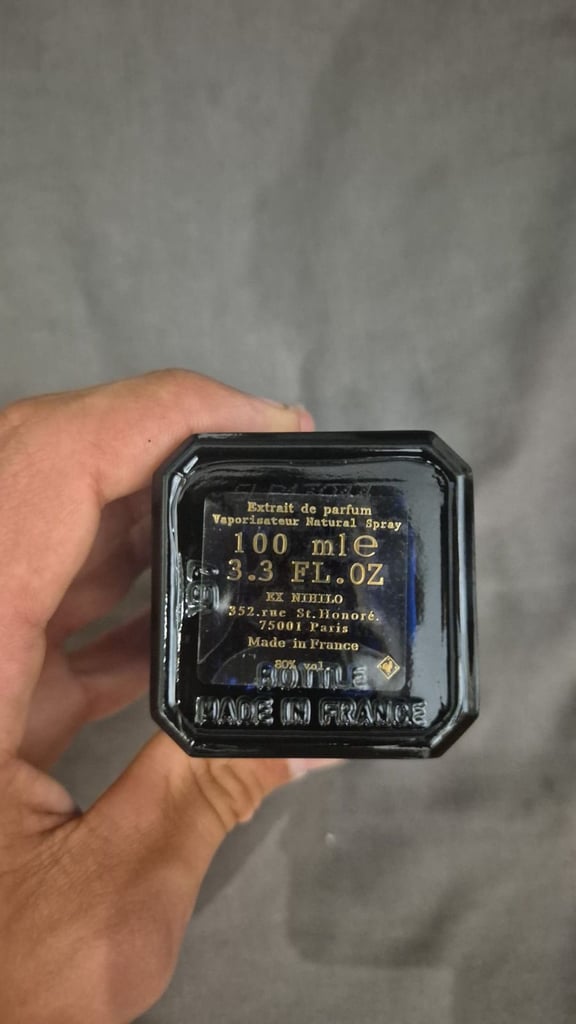 Extrait de parfum
Vaporisateur Natural Spray
100 ml e
3.3 FL.OZ
EX NIHILO
352.rue St.Honoré.
75001 Paris
Made in France
80% vol.
BOTTLE
MADE IN FRANCE